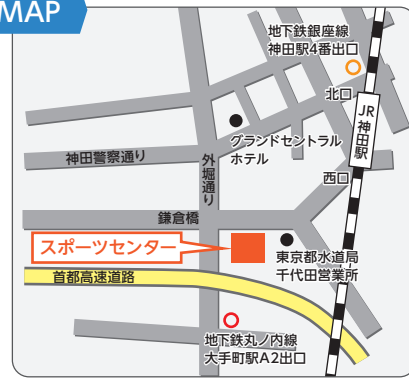 MAP
地下鉄銀座線
神田駅4番出口
北口
JR神田駅
グランドセントラル
ホテル
神田警察通り
外堀通り
西口
鎌倉橋
スポーツセンター
東京都水道局
千代田営業所
首都高速道路
地下鉄丸ノ内線
大手町駅A2出口